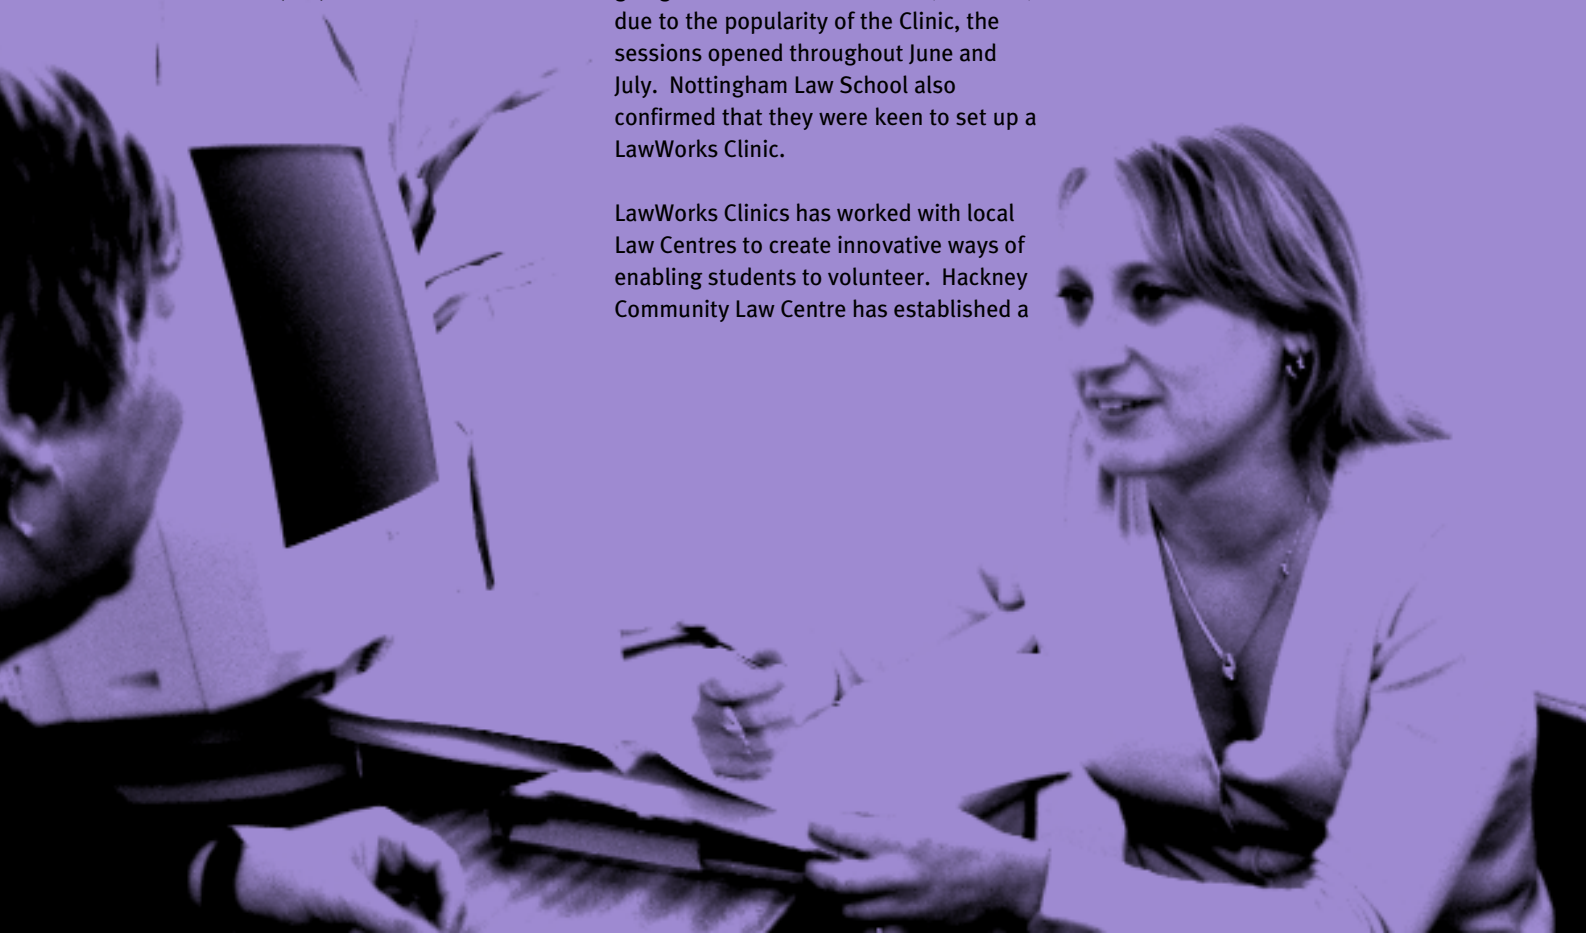 due to the popularity of the Clinic, the
sessions opened throughout June and
July.  Nottingham Law School also
confirmed that they were keen to set up a
LawWorks Clinic.

LawWorks Clinics has worked with local
Law Centres to create innovative ways of
enabling students to volunteer.  Hackney
Community Law Centre has established a